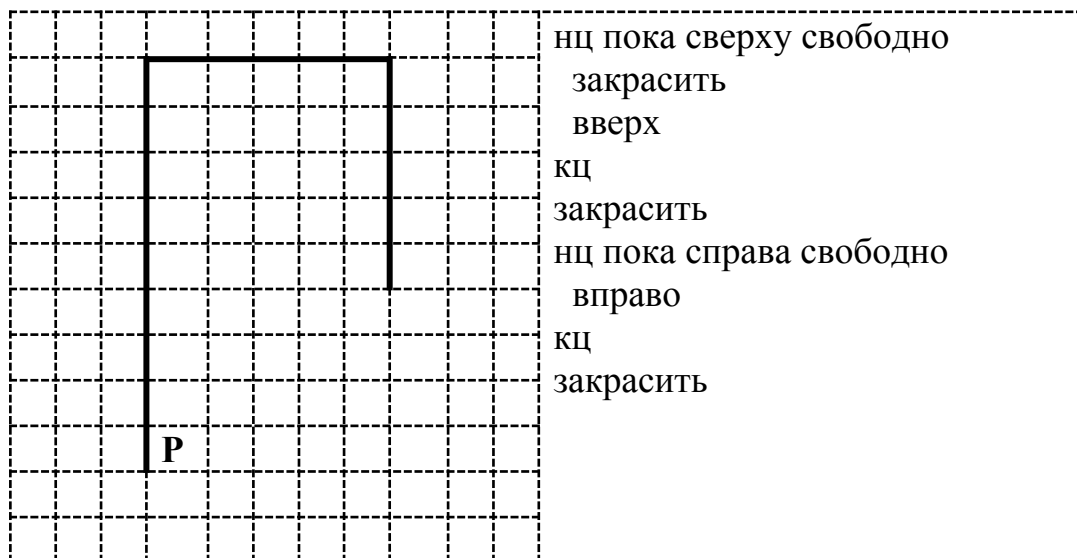 нц пока сверху свободно
закрасить
вверх
кц
закрасить
нц пока справа свободно
вправо
кц
закрасить
Р